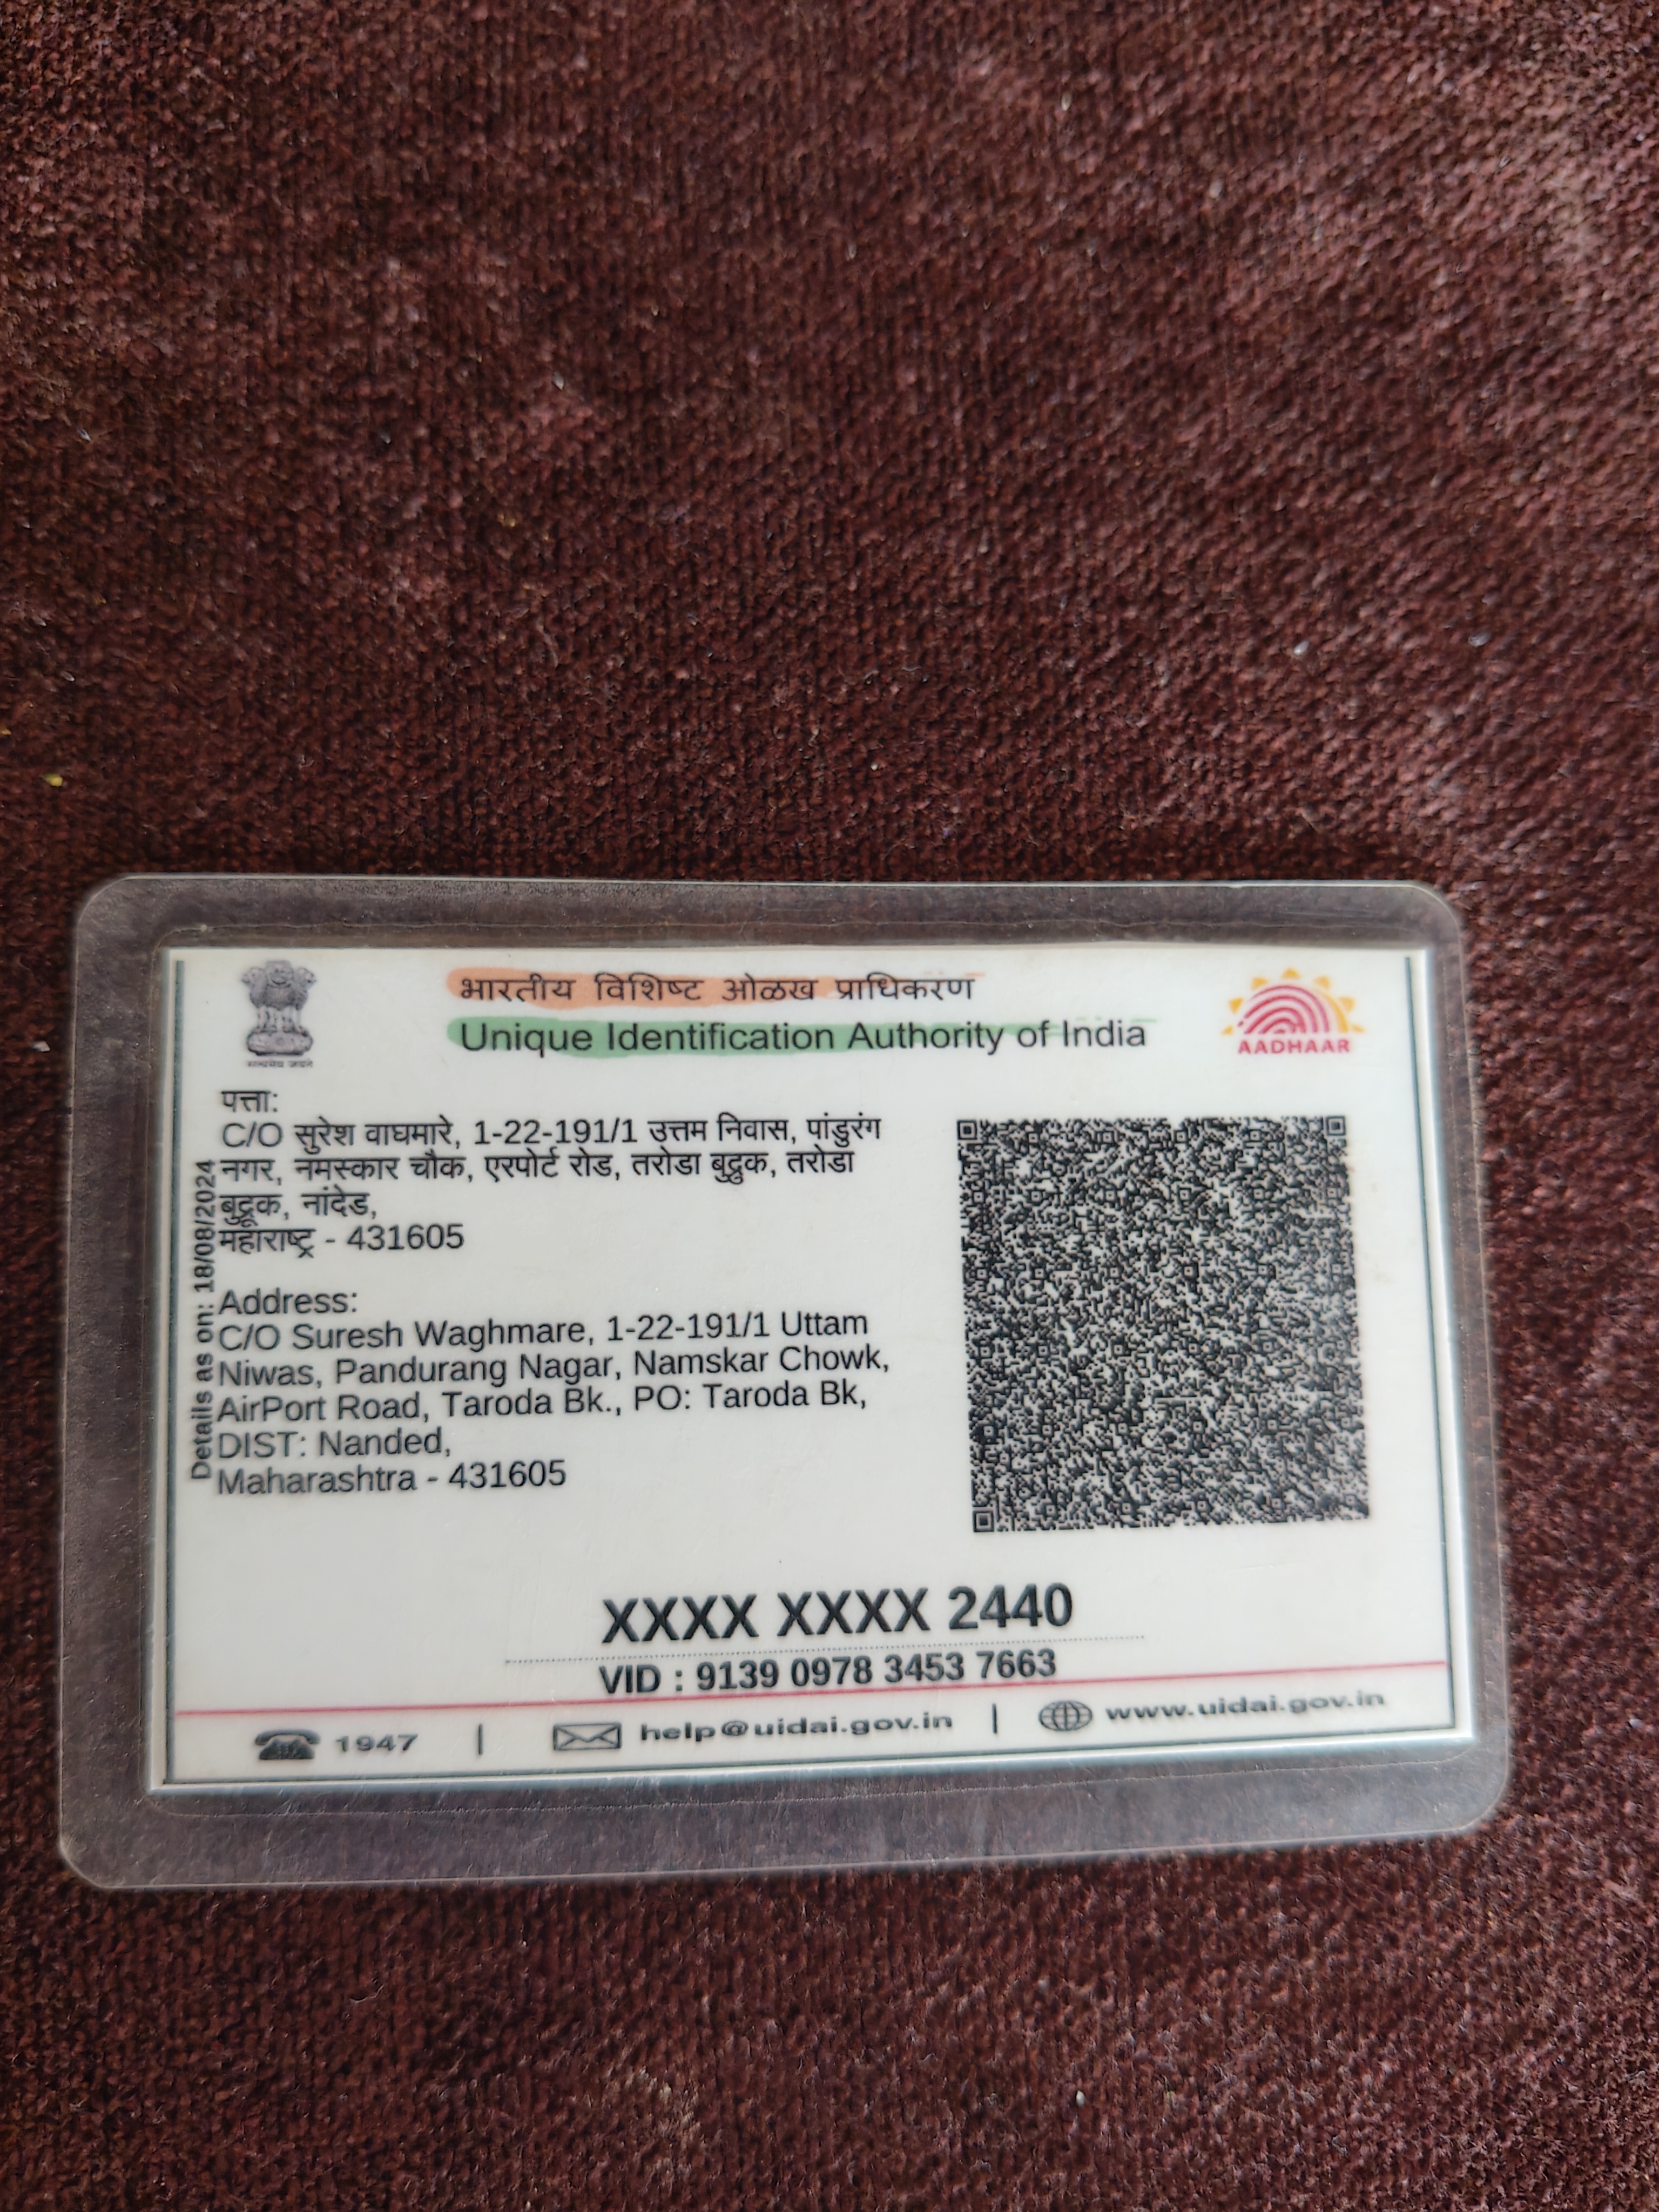 भारतीय विशिष्ट ओळख प्राधिकरण
Unique Identification Authority of India
AADHAAR
सत्यमेव जयते
पत्ता:
C/O सुरेश वाघमारे, 1-22-191/1 उत्तम निवास, पांडुरंग
नगर, नमस्कार चौक, एरपोर्ट रोड, तरोडा बुद्रुक, तरोडा
बुद्रूक, नांदेड,
महाराष्ट्र - 431605
Details as on: 18/08/2024
Address:
C/O Suresh Waghmare, 1-22-191/1 Uttam
Niwas, Pandurang Nagar, Namskar Chowk,
AirPort Road, Taroda Bk., PO: Taroda Bk,
DIST: Nanded,
Maharashtra - 431605
XXXX XXXX 2440
VID : 9139 0978 3453 7663
1947 | help@uidai.gov.in | www.uidai.gov.in